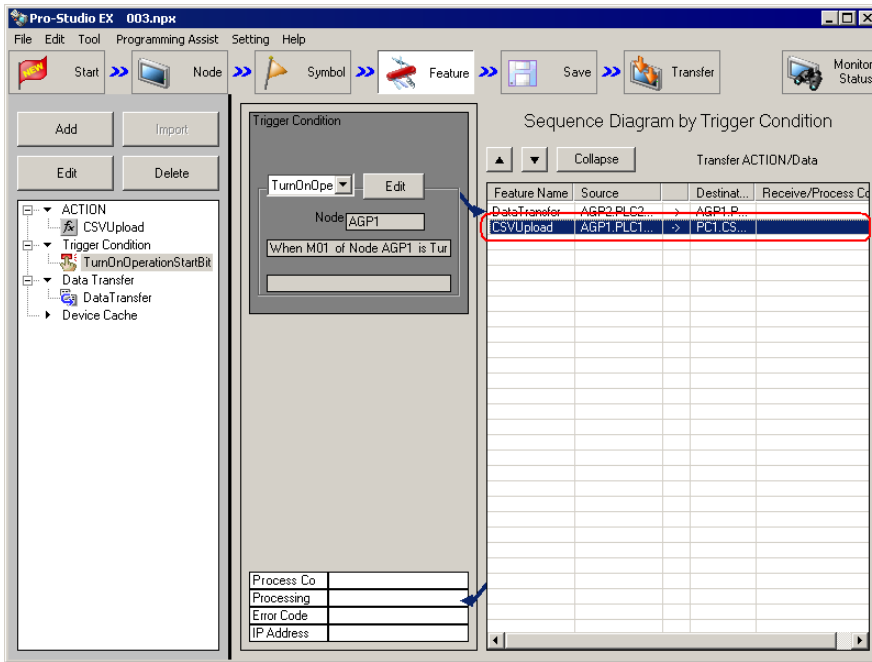 Pro-Studio EX 003.npx
File Edit Tool Programming Assist Setting Help
NEW Start Node Symbol Feature Save Transfer Monitor Status
Add Import
Edit Delete
ACTION
fx CSVUpload
Trigger Condition
TurnOnOperationStartBit
Data Transfer
DataTransfer
Device Cache
Trigger Condition
TurnOnOpe Edit
Node AGP1
When M01 of Node AGP1 is Tur
Process Co
Processing
Error Code
IP Address
Sequence Diagram by Trigger Condition
Collapse Transfer ACTION/Data
Feature Name Source Destinat... Receive/Process Co
DataTransfer AGP2.PLC2... -> AGP1.P...
CSVUpload AGP1.PLC1... -> PC1.CS...